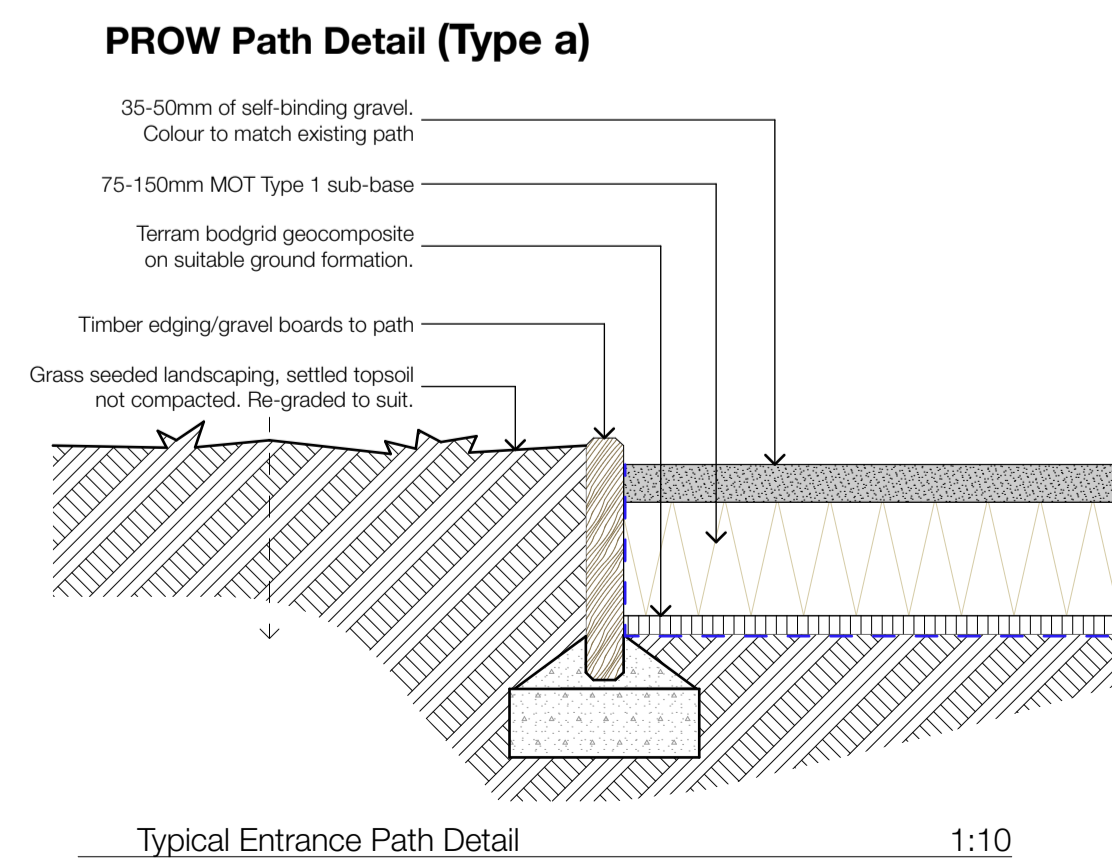 PROW Path Detail (Type a)
35-50mm of self-binding gravel.
Colour to match existing path
75-150mm MOT Type 1 sub-base
Terram bodgrid geocomposite
on suitable ground formation.
Timber edging/gravel boards to path
Grass seeded landscaping, settled topsoil
not compacted. Re-graded to suit.
Typical Entrance Path Detail 1:10